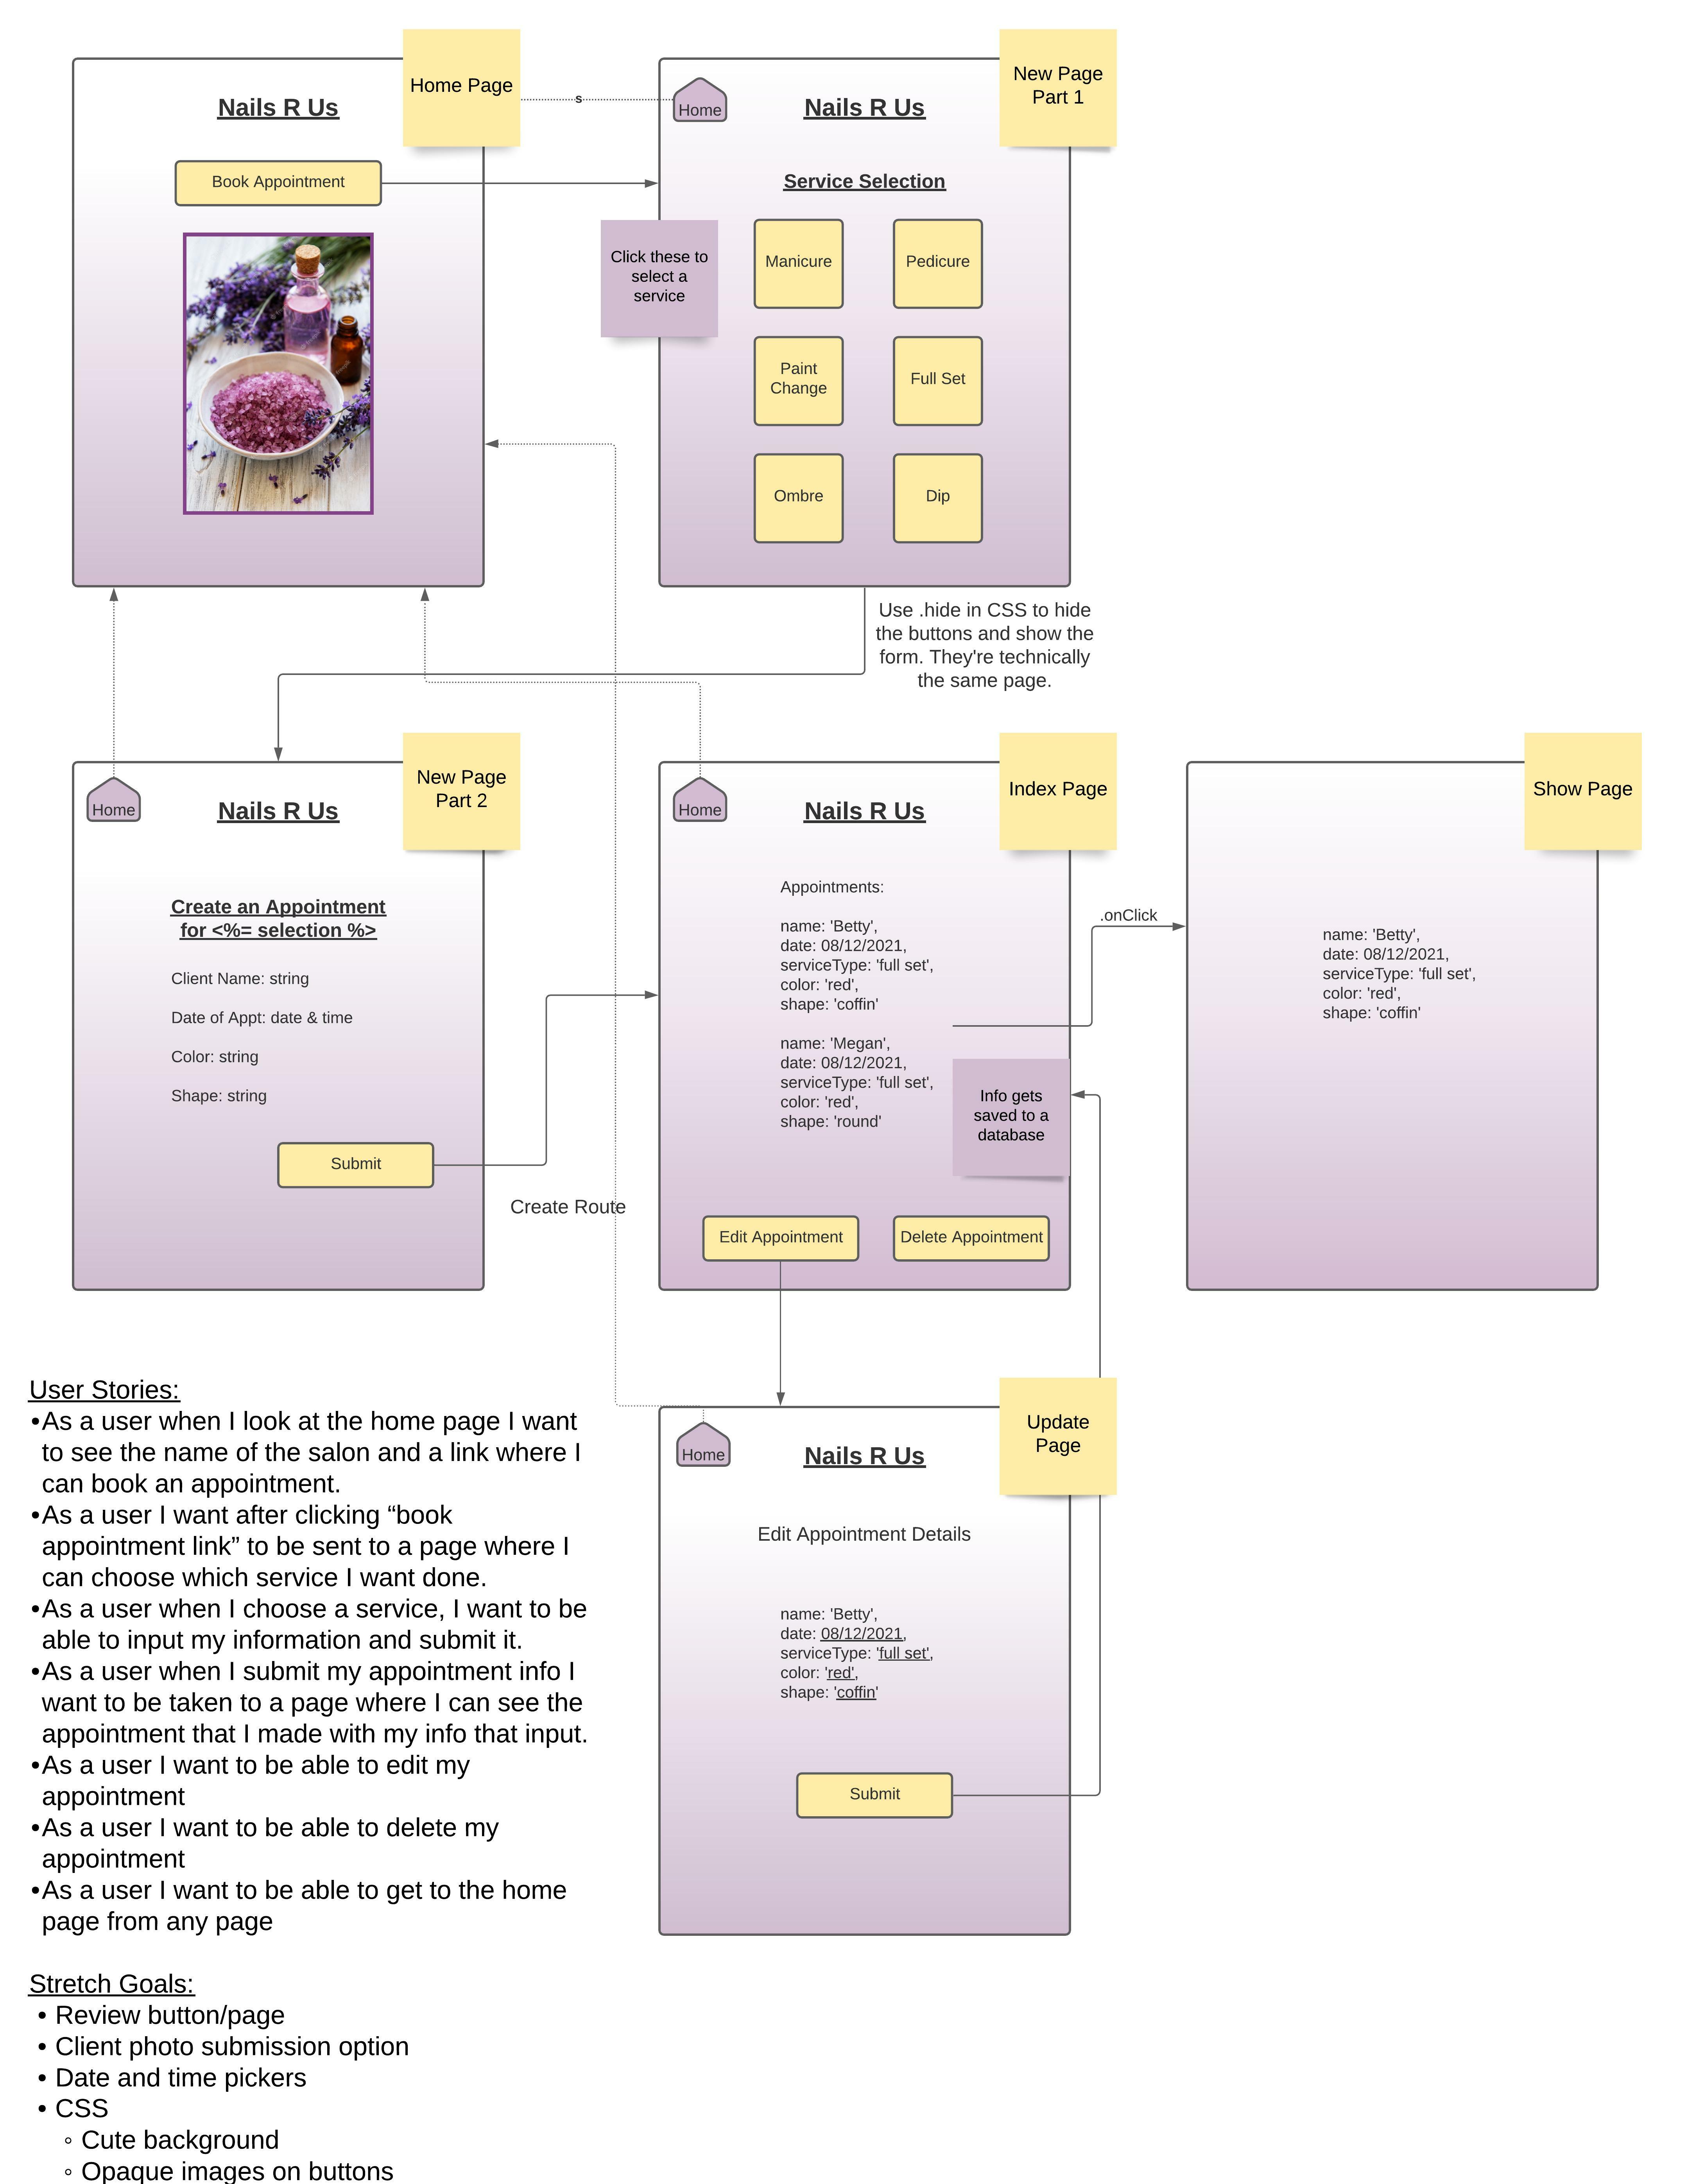 Home Page
Nails R Us
Book Appointment
s
New Page
Part 1
Home
Nails R Us
Service Selection
Click these to
select a
service
Manicure
Pedicure
Paint
Change
Full Set
Ombre
Dip
Use .hide in CSS to hide
the buttons and show the
form. They're technically
the same page.
New Page
Part 2
Home
Nails R Us
Create an Appointment
for <%= selection %>
Client Name: string
Date of Appt: date & time
Color: string
Shape: string
Submit
Create Route
Index Page
Home
Nails R Us
Appointments:
name: 'Betty',
date: 08/12/2021,
serviceType: 'full set',
color: 'red',
shape: 'coffin'
name: 'Megan',
date: 08/12/2021,
serviceType: 'full set',
color: 'red',
shape: 'round'
Info gets
saved to a
database
Edit Appointment
Delete Appointment
.onClick
Show Page
name: 'Betty',
date: 08/12/2021,
serviceType: 'full set',
color: 'red',
shape: 'coffin'
Update
Page
Home
Nails R Us
Edit Appointment Details
name: 'Betty',
date: 08/12/2021,
serviceType: 'full set',
color: 'red',
shape: 'coffin'
Submit
User Stories:
•As a user when I look at the home page I want
to see the name of the salon and a link where I
can book an appointment.
•As a user I want after clicking “book
appointment link” to be sent to a page where I
can choose which service I want done.
•As a user when I choose a service, I want to be
able to input my information and submit it.
•As a user when I submit my appointment info I
want to be taken to a page where I can see the
appointment that I made with my info that input.
•As a user I want to be able to edit my
appointment
•As a user I want to be able to delete my
appointment
•As a user I want to be able to get to the home
page from any page
Stretch Goals:
• Review button/page
• Client photo submission option
• Date and time pickers
• CSS
◦ Cute background
◦ Opaque images on buttons